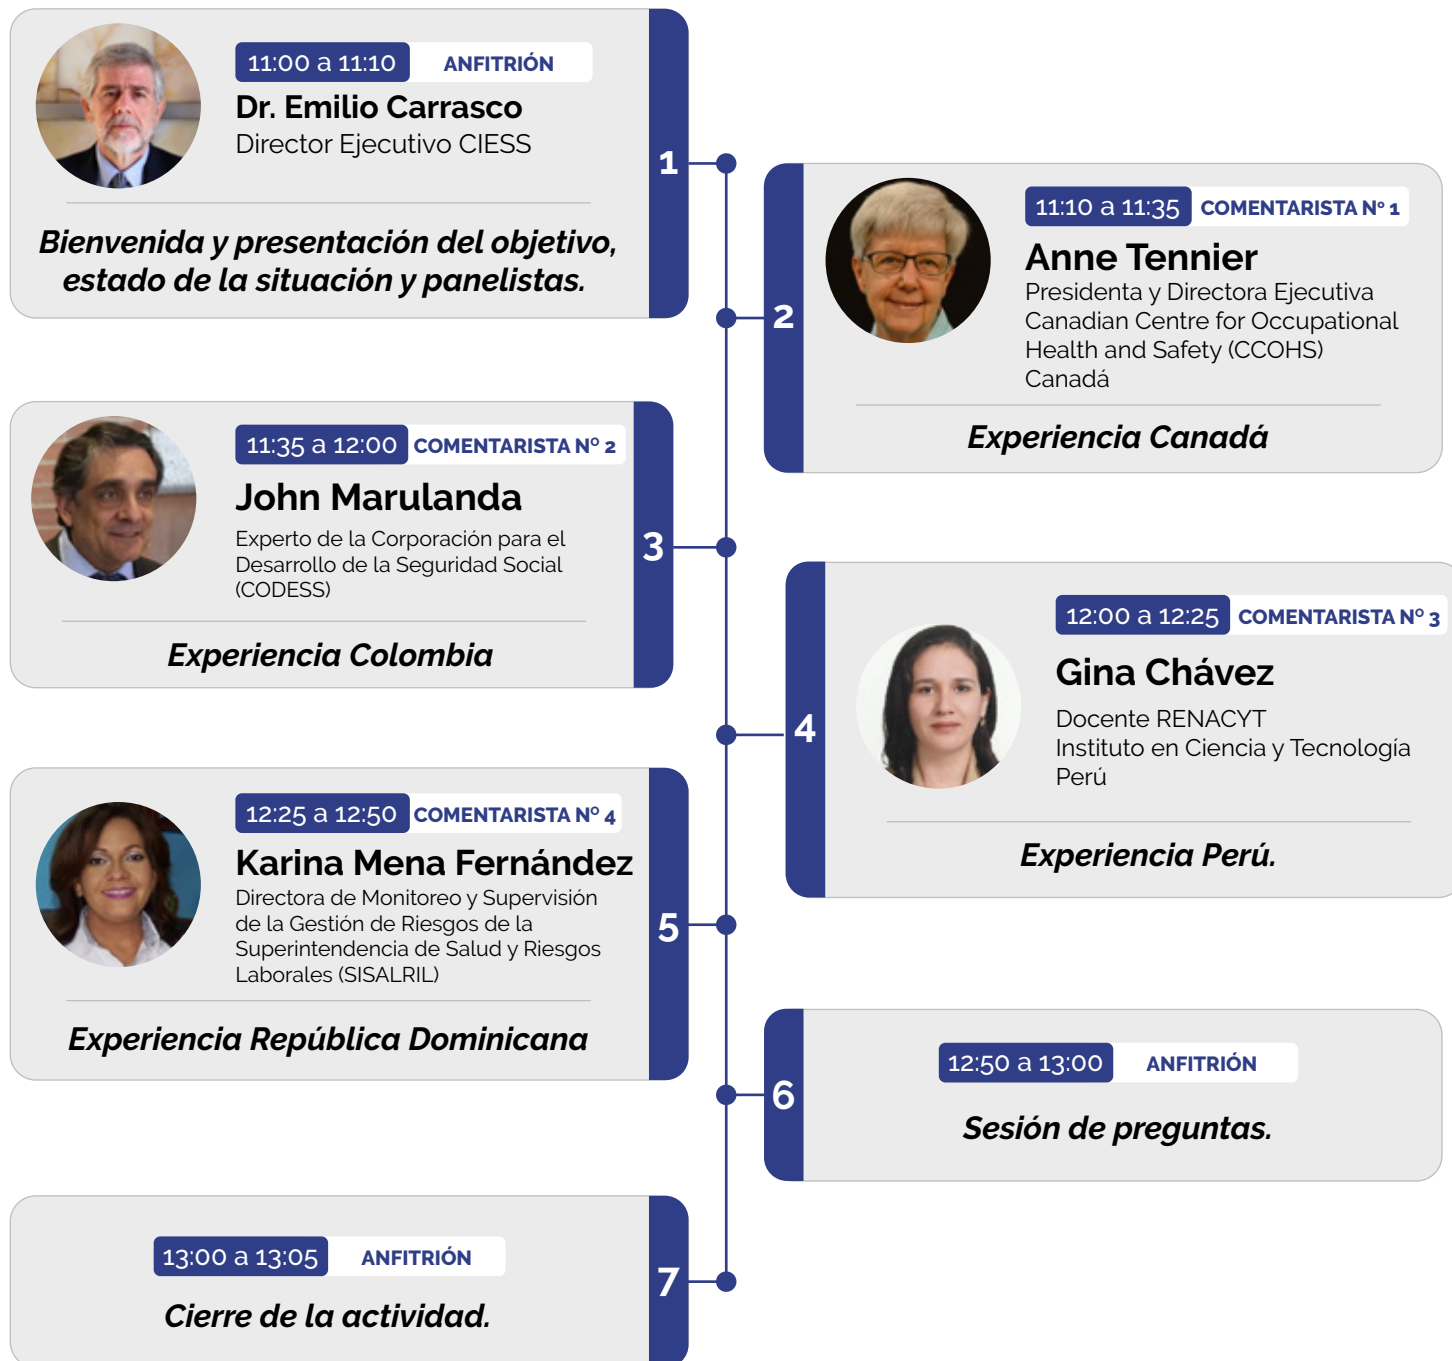 11:00 a 11:10 ANFITRIÓN
Dr. Emilio Carrasco
Director Ejecutivo CIESS
Bienvenida y presentación del objetivo,
estado de la situación y panelistas.
1
11:10 a 11:35 COMENTARISTA Nº 1
Anne Tennier
Presidenta y Directora Ejecutiva
Canadian Centre for Occupational
Health and Safety (CCOHS)
Canadá
Experiencia Canadá
2
11:35 a 12:00 COMENTARISTA Nº 2
John Marulanda
Experto de la Corporación para el
Desarrollo de la Seguridad Social
(CODESS)
Experiencia Colombia
3
12:00 a 12:25 COMENTARISTA Nº 3
Gina Chávez
Docente RENACYT
Instituto en Ciencia y Tecnología
Perú
Experiencia Perú.
4
12:25 a 12:50 COMENTARISTA Nº 4
Karina Mena Fernández
Directora de Monitoreo y Supervisión
de la Gestión de Riesgos de la
Superintendencia de Salud y Riesgos
Laborales (SISALRIL)
Experiencia República Dominicana
5
12:50 a 13:00 ANFITRIÓN
Sesión de preguntas.
6
13:00 a 13:05 ANFITRIÓN
Cierre de la actividad.
7